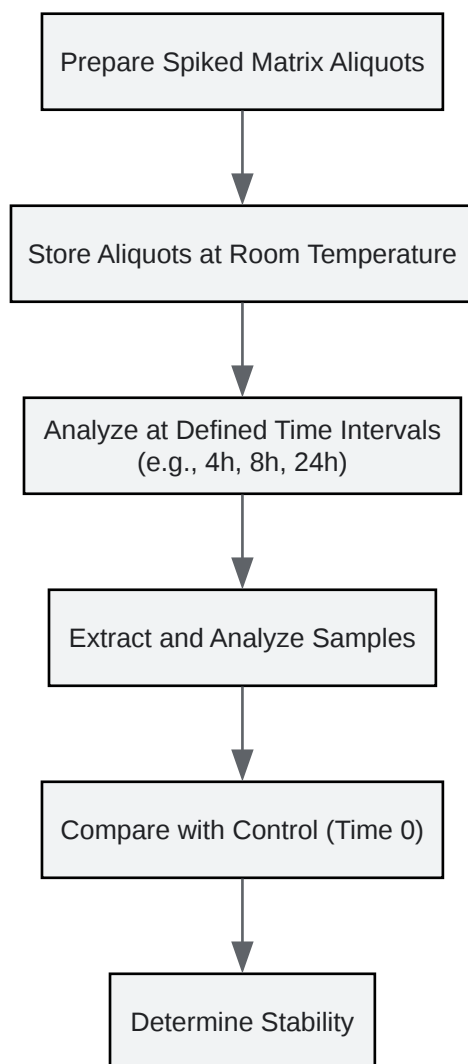 Prepare Spiked Matrix Aliquots
Store Aliquots at Room Temperature
Analyze at Defined Time Intervals
(e.g., 4h, 8h, 24h)
Extract and Analyze Samples
Compare with Control (Time 0)
Determine Stability